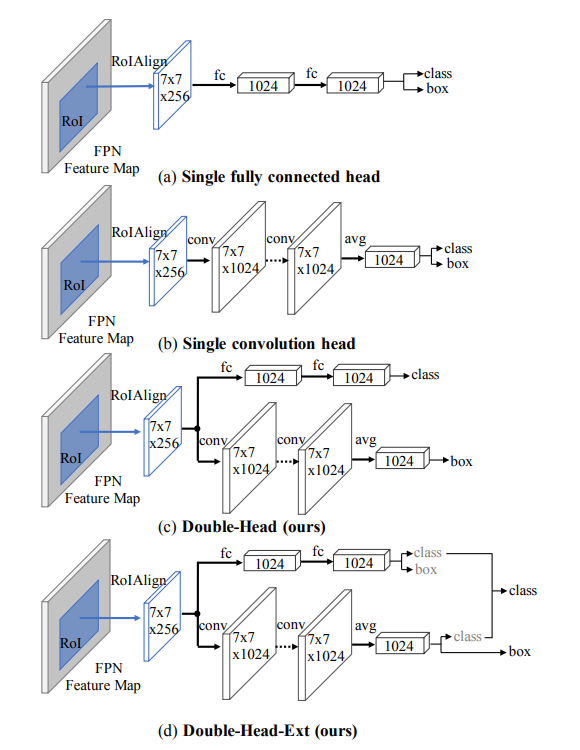 RoIAlign
7x7
x256
fc
1024
fc
1024
class
box
RoI
FPN
Feature Map
(a) Single fully connected head
RoIAlign
7x7
x256
conv
7x7
x1024
conv
7x7
x1024
avg
1024
class
box
RoI
FPN
Feature Map
(b) Single convolution head
RoIAlign
7x7
x256
fc
1024
fc
1024
class
conv
7x7
x1024
conv
7x7
x1024
avg
1024
box
RoI
FPN
Feature Map
(c) Double-Head (ours)
RoIAlign
7x7
x256
fc
1024
fc
1024
class
box
class
conv
7x7
x1024
conv
7x7
x1024
avg
1024
class
box
RoI
FPN
Feature Map
(d) Double-Head-Ext (ours)